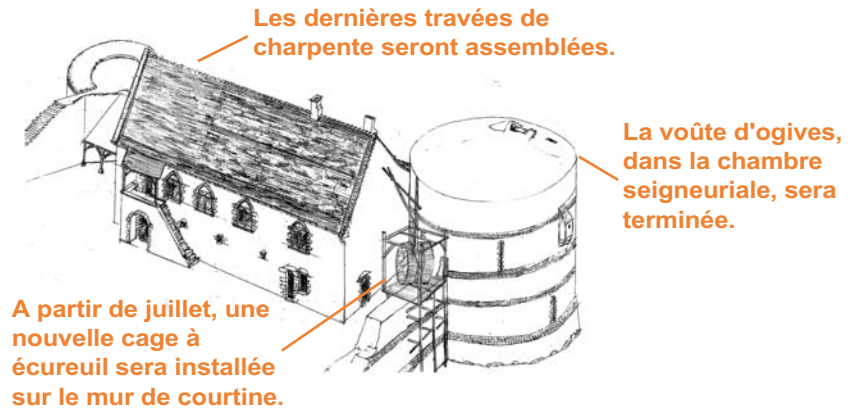 Les dernières travées de
charpente seront assemblées.
La voûte d'ogives,
dans la chambre
seigneuriale, sera
terminée.
A partir de juillet, une
nouvelle cage à
écureuil sera installée
sur le mur de courtine.